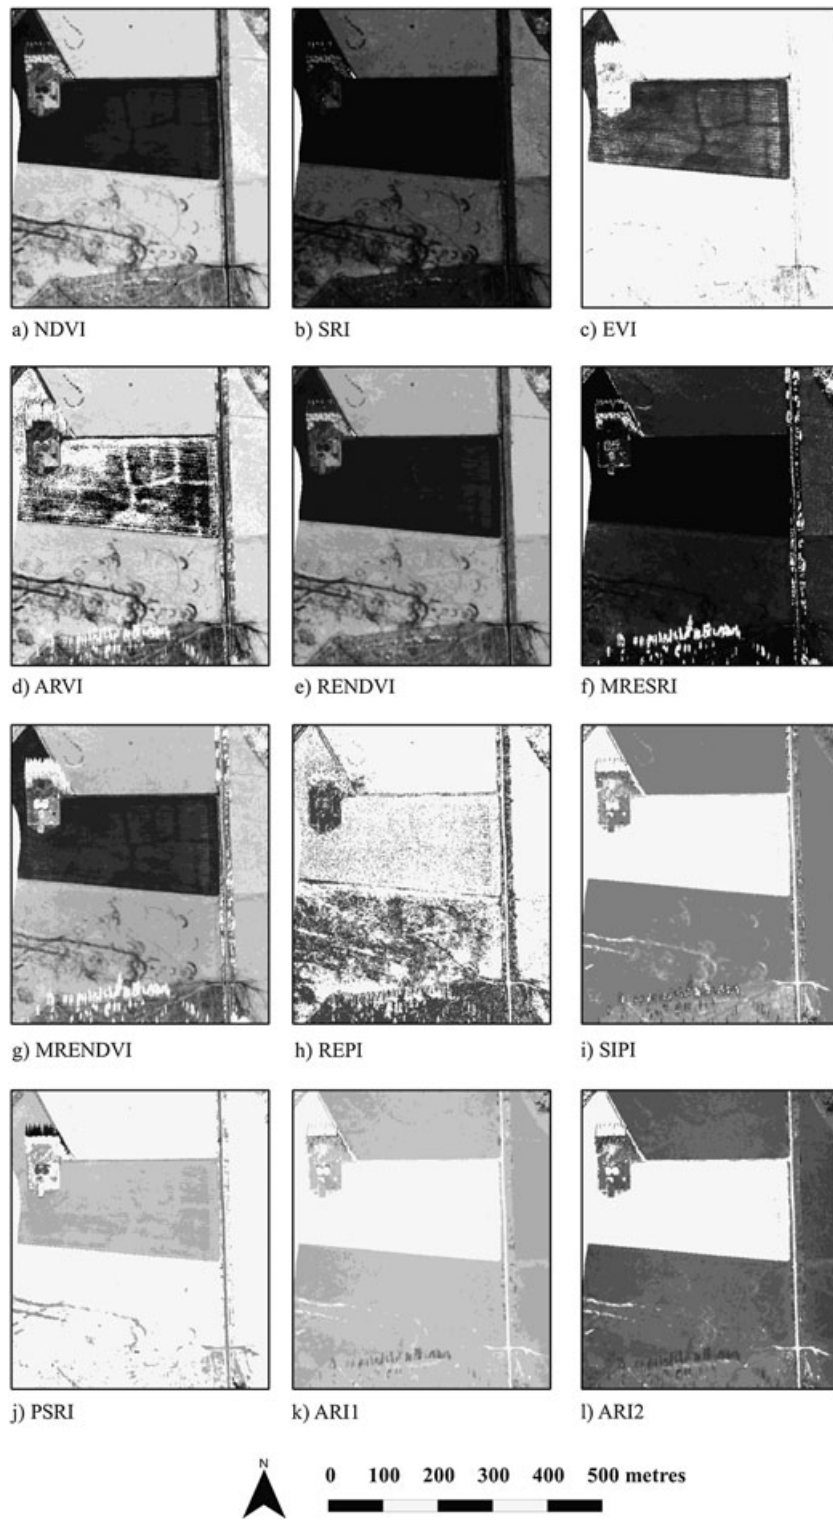 a) NDVI
b) SRI
c) EVI
d) ARVI
e) RENDVI
f) MRESRI
g) MRENDVI
h) REPI
i) SIPI
j) PSRI
k) ARI1
l) ARI2
N
0 100 200 300 400 500 metres